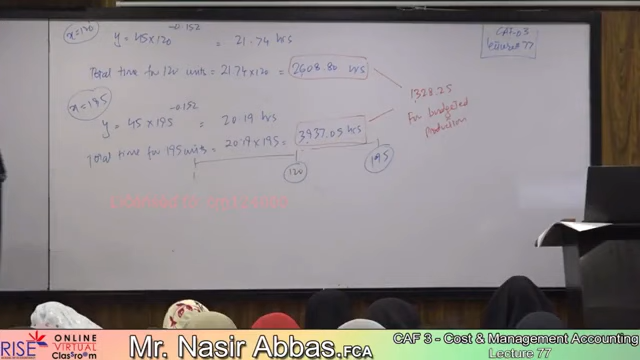 x=120
y = 45 × 120^-0.152 = 21.74 hrs
Total time for 120 units = 21.74 × 120 = 2608.80 hrs
x = 195
y = 45 × 195^-0.152 = 20.19 hrs
Total time for 195 units = 20.19 × 195 = 3937.05 hrs
1328.25
For budgeted
production
120
195
CAF-03
Lecture 77
RISE ONLINE
VIRTUAL
Classroom
Mr. Nasir Abbas.FCA
CAF 3 - Cost & Management Accounting
Lecture 77